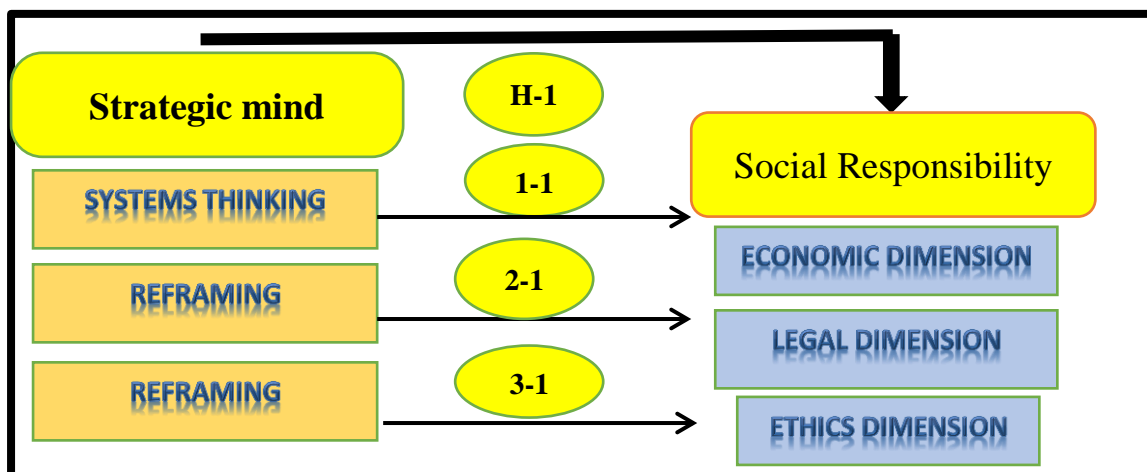 Strategic mind
H-1
Social Responsibility
SYSTEMS THINKING
1-1
ECONOMIC DIMENSION
REFRAMING
2-1
LEGAL DIMENSION
REFRAMING
3-1
ETHICS DIMENSION